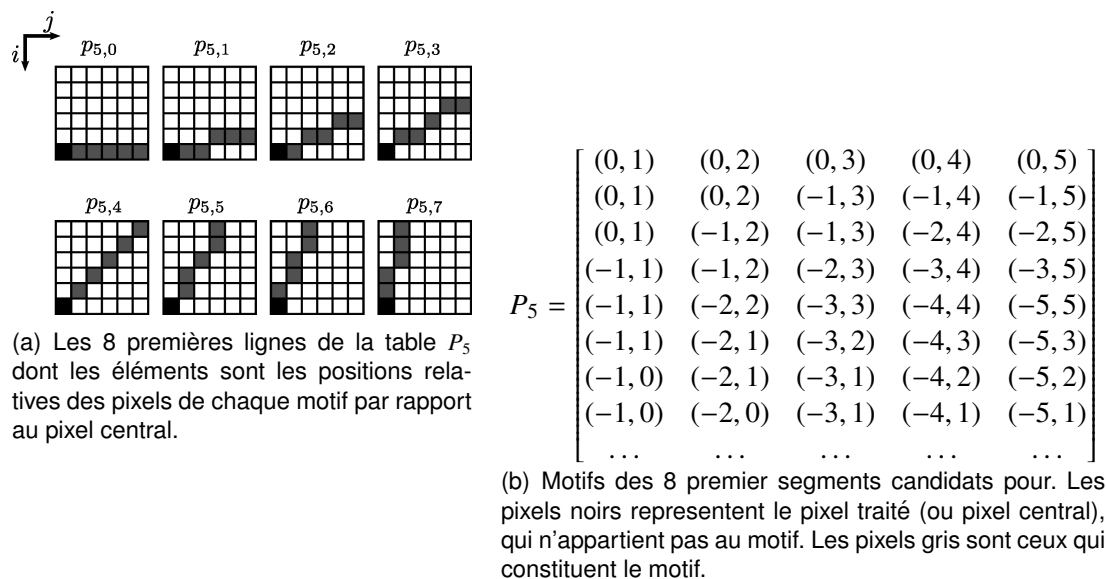 j
i
p5,0 p5,1 p5,2 p5,3
p5,4 p5,5 p5,6 p5,7
(a) Les 8 premières lignes de la table P5
dont les éléments sont les positions rela-
tives des pixels de chaque motif par rapport
au pixel central.
(0, 1) (0, 2) (0, 3) (0, 4) (0, 5)
(0, 1) (0, 2) (−1, 3) (−1, 4) (−1, 5)
(0, 1) (−1, 2) (−1, 3) (−2, 4) (−2, 5)
(−1, 1) (−1, 2) (−2, 3) (−3, 4) (−3, 5)
P5 = (−1, 1) (−2, 2) (−3, 3) (−4, 4) (−5, 5)
(−1, 1) (−2, 1) (−3, 2) (−4, 3) (−5, 3)
(−1, 0) (−2, 1) (−3, 1) (−4, 2) (−5, 2)
(−1, 0) (−2, 0) (−3, 1) (−4, 1) (−5, 1)
... ... ... ... ...
(b) Motifs des 8 premier segments candidats pour. Les
pixels noirs representent le pixel traité (ou pixel central),
qui n'appartient pas au motif. Les pixels gris sont ceux qui
constituent le motif.